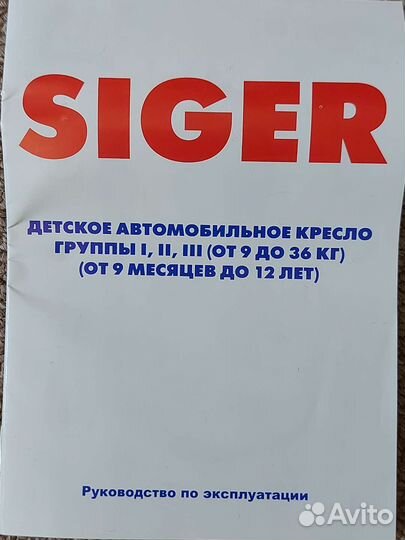 SIGER
ДЕТСКОЕ АВТОМОБИЛЬНОЕ КРЕСЛО
ГРУППЫ I, II, III (ОТ 9 ДО 36 КГ)
(ОТ 9 МЕСЯЦЕВ ДО 12 ЛЕТ)
Руководство по эксплуатации
Avito